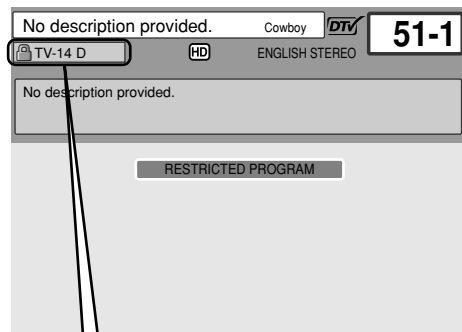 No description provided. Cowboy DTV 51-1
TV-14 D HD ENGLISH STEREO
No description provided.
RESTRICTED PROGRAM